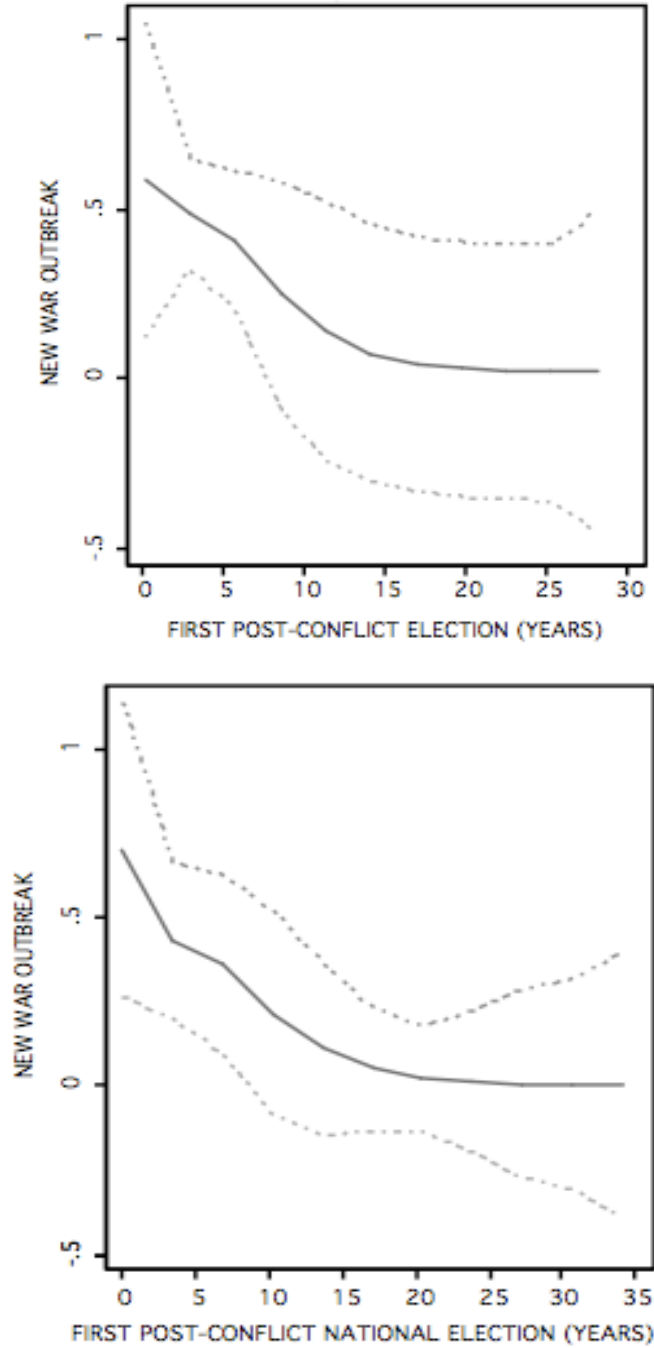 1
.5
0
-.5
NEW WAR OUTBREAK
0 5 10 15 20 25 30
FIRST POST-CONFLICT ELECTION (YEARS)
1
.5
0
-.5
NEW WAR OUTBREAK
0 5 10 15 20 25 30 35
FIRST POST-CONFLICT NATIONAL ELECTION (YEARS)